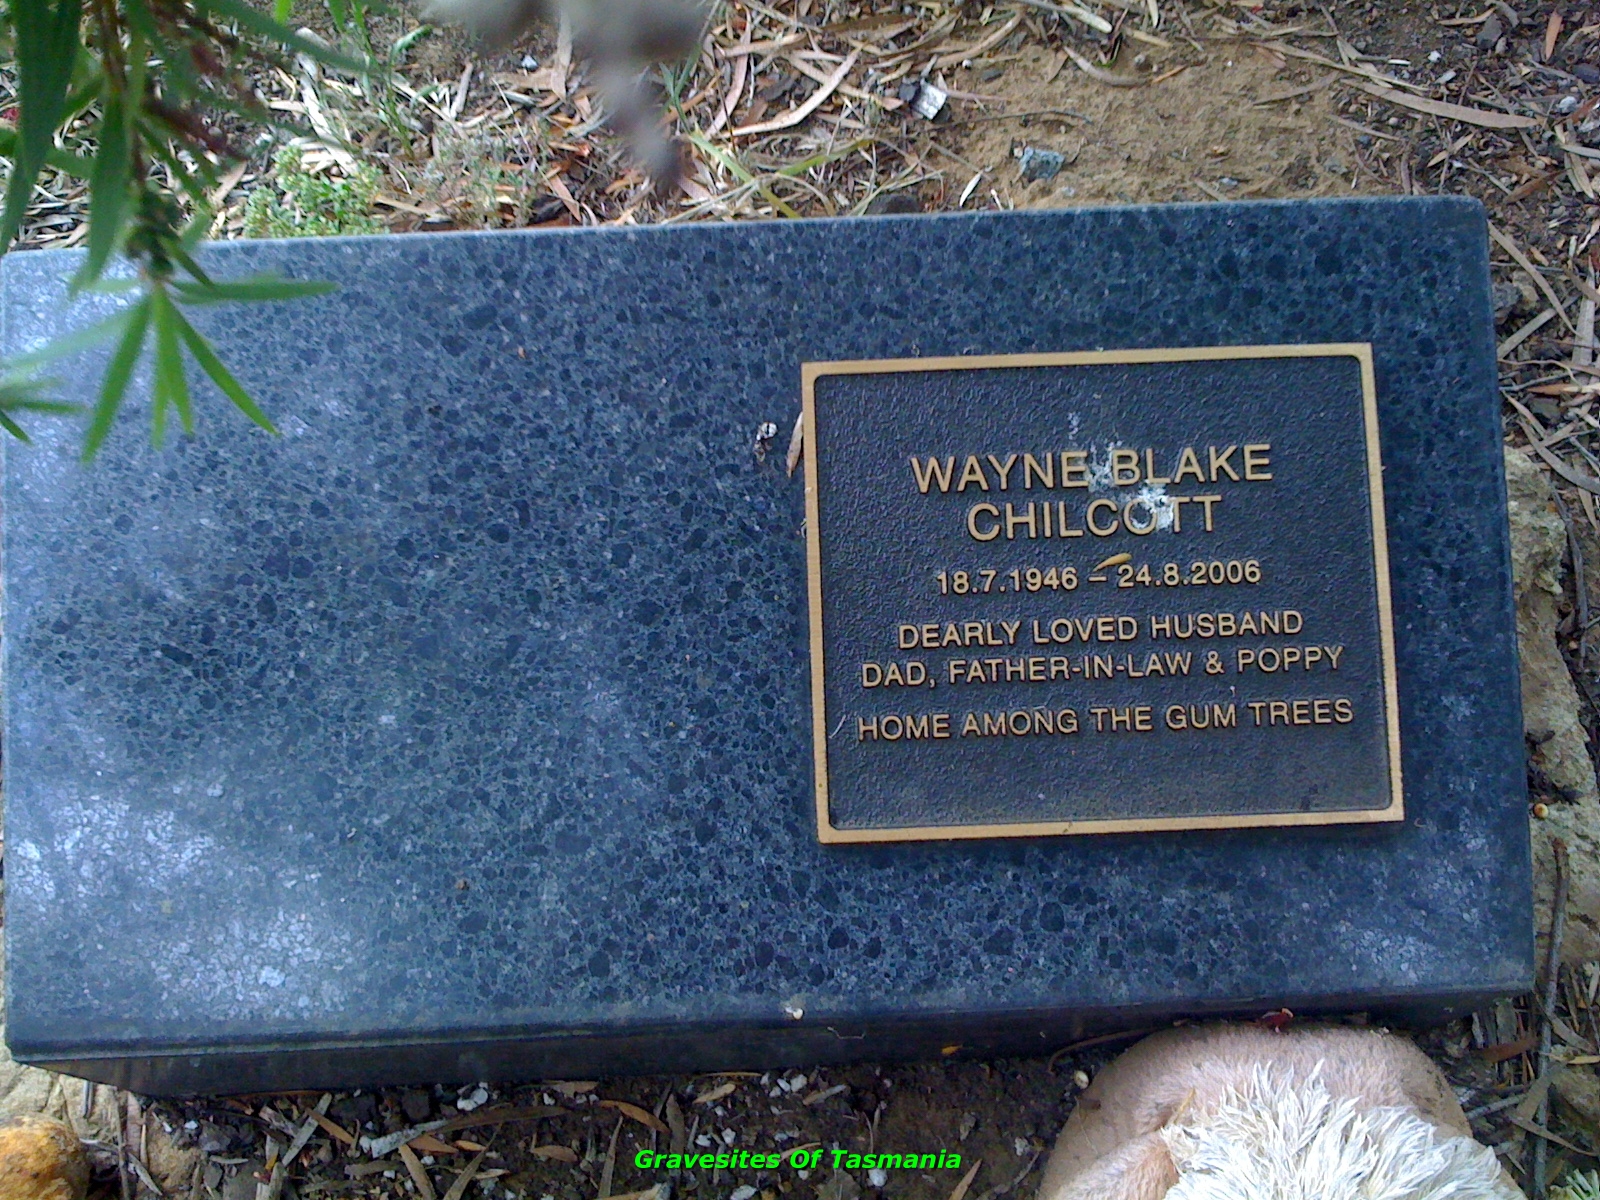 WAYNE BLAKE
CHILCOTT
18.7.1946 – 24.8.2006
DEARLY LOVED HUSBAND
DAD, FATHER-IN-LAW & POPPY
HOME AMONG THE GUM TREES
Gravesites Of Tasmania